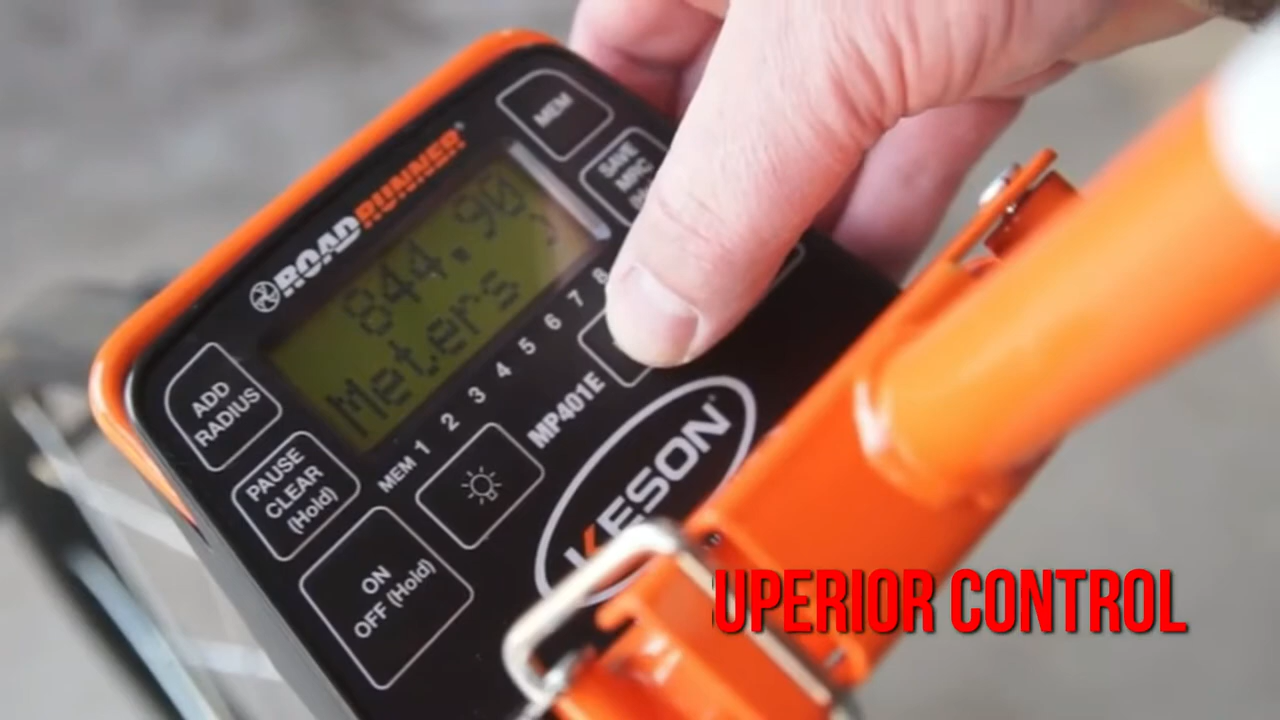 MEM
SAVE
MRC
ROADRUNNER®
844.90
Meters
ADD
RADIUS
PAUSE
CLEAR
(Hold)
MEM 1 2 3 4 5 6 7 8
MP401E
ON
OFF (Hold)
KESON®
UPERIOR CONTROL